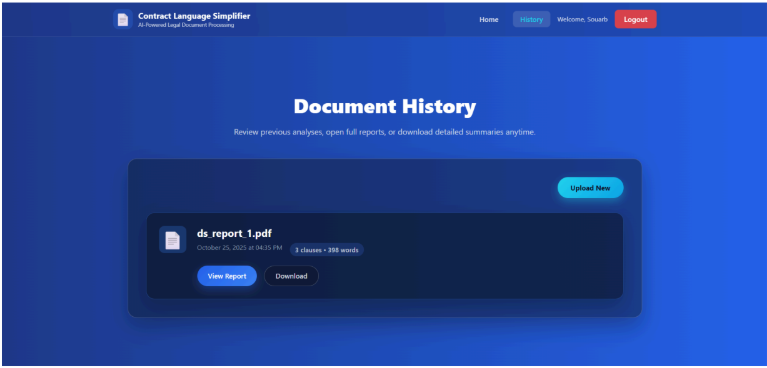 Contract Language Simplifier
AI-Powered Legal Document Processing
Home
History
Welcome, Souarb
Logout
Document History
Review previous analyses, open full reports, or download detailed summaries anytime.
Upload New
ds_report_1.pdf
October 25, 2025 at 04:35 PM
3 clauses • 398 words
View Report
Download